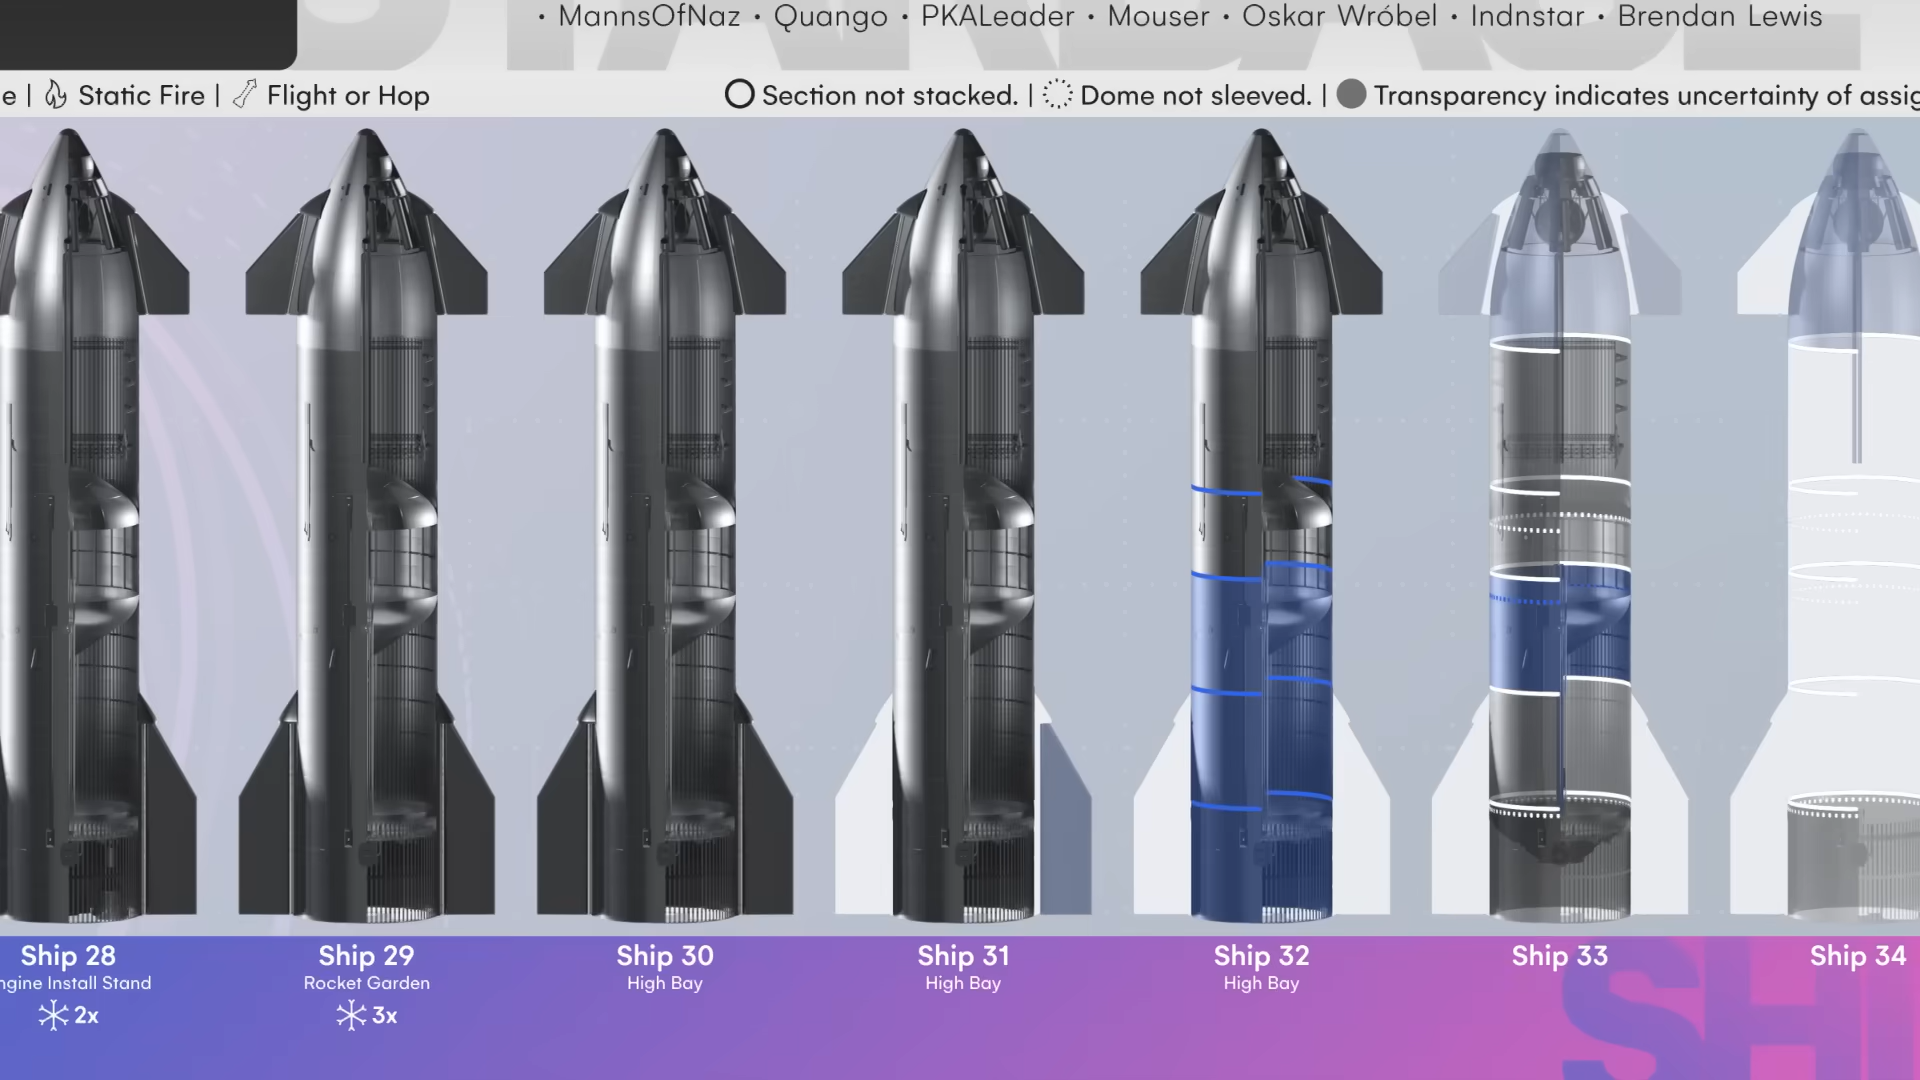 • MannsOfNaz • Quango • PKALeader • Mouser • Oskar Wróbel • Indnstar • Brendan Lewis
e | Static Fire | Flight or Hop
Section not stacked. | Dome not sleeved. | Transparency indicates uncertainty of assig
Ship 28
ngine Install Stand
2x
Ship 29
Rocket Garden
3x
Ship 30
High Bay
Ship 31
High Bay
Ship 32
High Bay
Ship 33
Ship 34
SH